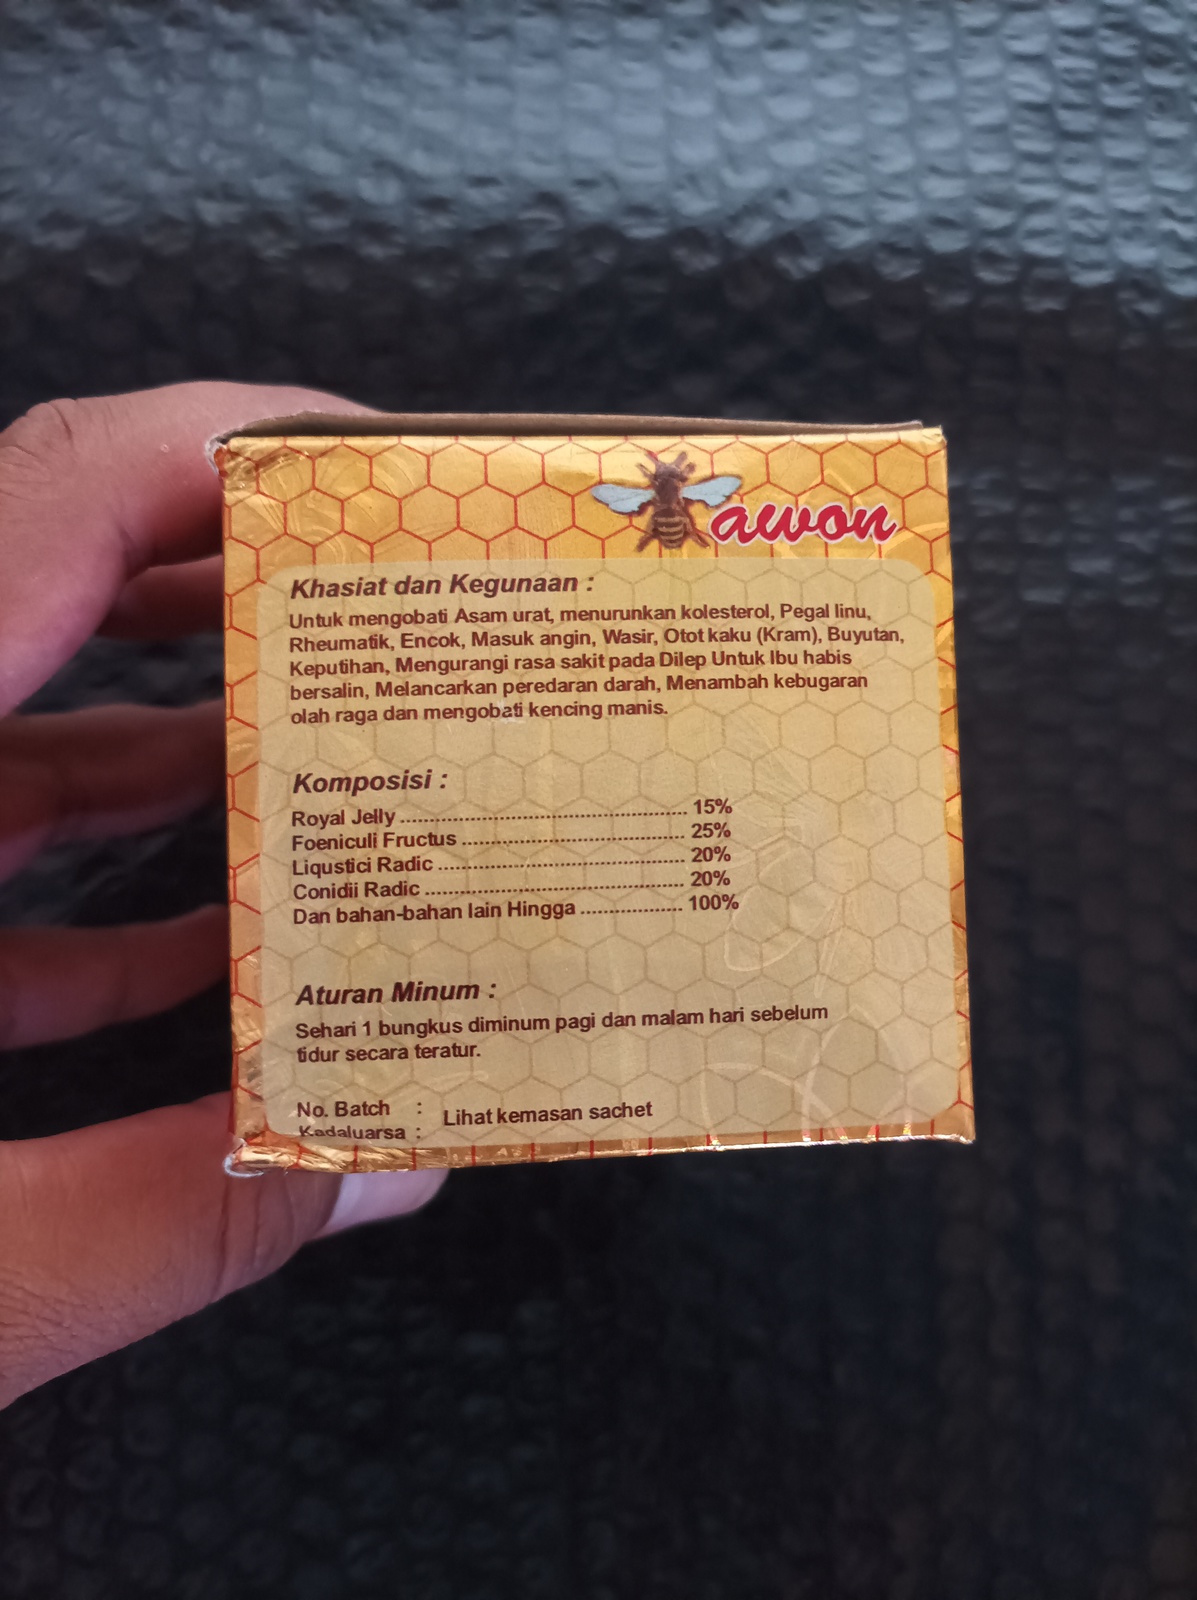 awon
Khasiat dan Kegunaan :
Untuk mengobati Asam urat, menurunkan kolesterol, Pegal linu,
Rheumatik, Encok, Masuk angin, Wasir, Otot kaku (Kram), Buyutan,
Keputihan, Mengurangi rasa sakit pada Dilep Untuk Ibu habis
bersalin, Melancarkan peredaran darah, Menambah kebugaran
olah raga dan mengobati kencing manis.
Komposisi :
Royal Jelly ........................................................ 15%
Foeniculi Fructus ............................................ 25%
Liqustici Radic ................................................ 20%
Conidii Radic .................................................. 20%
Dan bahan-bahan lain Hingga .................. 100%
Aturan Minum :
Sehari 1 bungkus diminum pagi dan malam hari sebelum
tidur secara teratur.
No. Batch : Lihat kemasan sachet
Kadaluarsa :